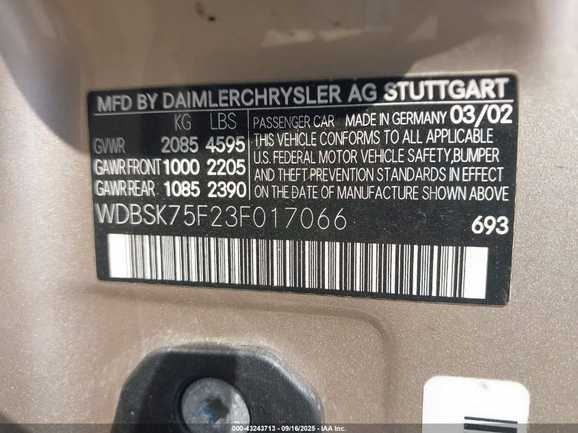 MFD BY DAIMLERCHRYSLER AG STUTTGART
KG LBS
GVWR 2085 4595
GAWR FRONT 1000 2205
GAWR REAR 1085 2390
PASSENGER CAR MADE IN GERMANY 03/02
THIS VEHICLE CONFORMS TO ALL APPLICABLE
U.S. FEDERAL MOTOR VEHICLE SAFETY, BUMPER
AND THEFT PREVENTION STANDARDS IN EFFECT
ON THE DATE OF MANUFACTURE SHOWN ABOVE
WDBSK75F23F017066
693
000-43243713 - 09/16/2025 - IAA Inc.